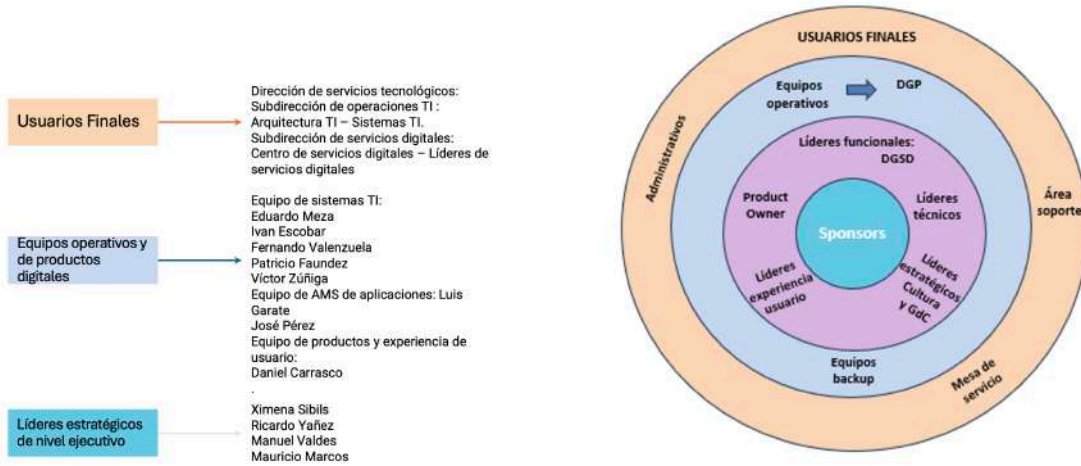 Usuarios Finales
Dirección de servicios tecnológicos:
Subdirección de operaciones TI :
Arquitectura TI – Sistemas TI.
Subdirección de servicios digitales:
Centro de servicios digitales – Líderes de
servicios digitales
Equipos operativos y
de productos
digitales
Equipo de sistemas TI:
Eduardo Meza
Ivan Escobar
Fernando Valenzuela
Patricio Faundez
Víctor Zúñiga
Equipo de AMS de aplicaciones: Luis
Garate
José Pérez
Equipo de productos y experiencia de
usuario:
Daniel Carrasco
.
Líderes estratégicos
de nivel ejecutivo
Ximena Sibils
Ricardo Yañez
Manuel Valdes
Mauricio Marcos
USUARIOS FINALES
Administrativos
Área
soporte
Mesa de
servicio
Equipos
operativos
DGP
Equipos
backup
Líderes funcionales:
DGSD
Product
Owner
Líderes
técnicos
Líderes
experiencia
usuario
Líderes
estratégicos
Cultura
y GdC
Sponsors